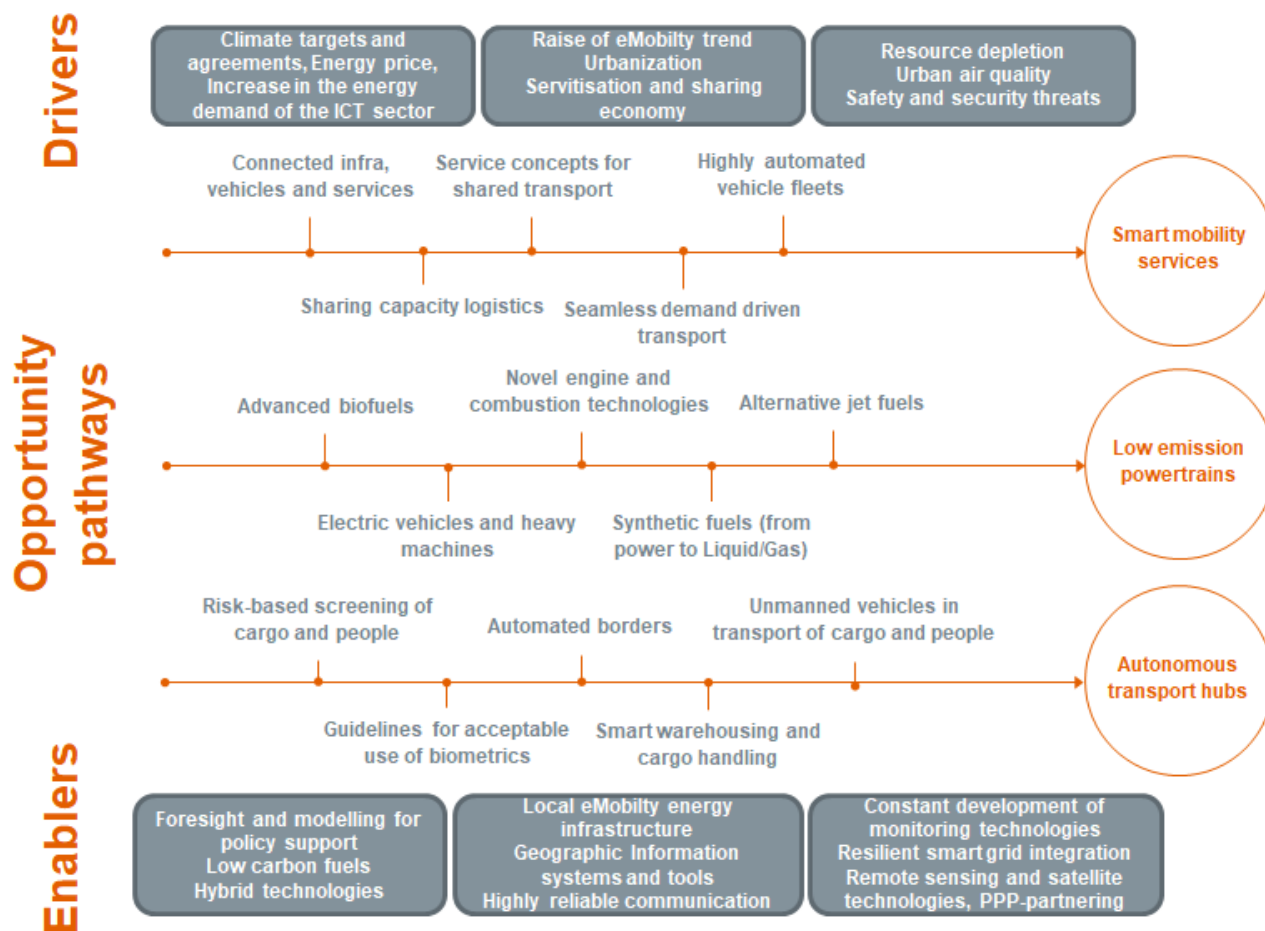 Drivers
Climate targets and
agreements, Energy price,
Increase in the energy
demand of the ICT sector
Raise of eMobilty trend
Urbanization
Servitisation and sharing
economy
Resource depletion
Urban air quality
Safety and security threats
Opportunity
pathways
Connected infra,
vehicles and services
Service concepts for
shared transport
Highly automated
vehicle fleets
Sharing capacity logistics
Seamless demand driven
transport
Smart mobility
services
Advanced biofuels
Novel engine and
combustion technologies
Alternative jet fuels
Electric vehicles and heavy
machines
Synthetic fuels (from
power to Liquid/Gas)
Low emission
powertrains
Risk-based screening of
cargo and people
Automated borders
Unmanned vehicles in
transport of cargo and people
Guidelines for acceptable
use of biometrics
Smart warehousing and
cargo handling
Autonomous
transport hubs
Enablers
Foresight and modelling for
policy support
Low carbon fuels
Hybrid technologies
Local eMobilty energy
infrastructure
Geographic Information
systems and tools
Highly reliable communication
Constant development of
monitoring technologies
Resilient smart grid integration
Remote sensing and satellite
technologies, PPP-partnering